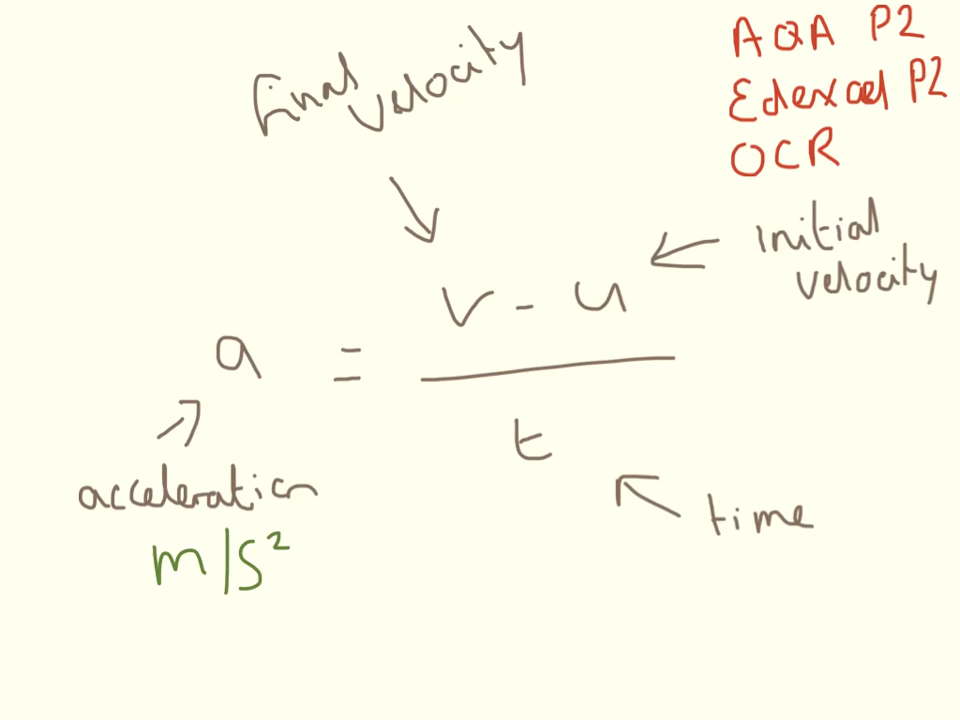 final velocity
AQA P2
Edexcel P2
OCR
initial
velocity
a = v - u
t
acceleration
time
m/s²